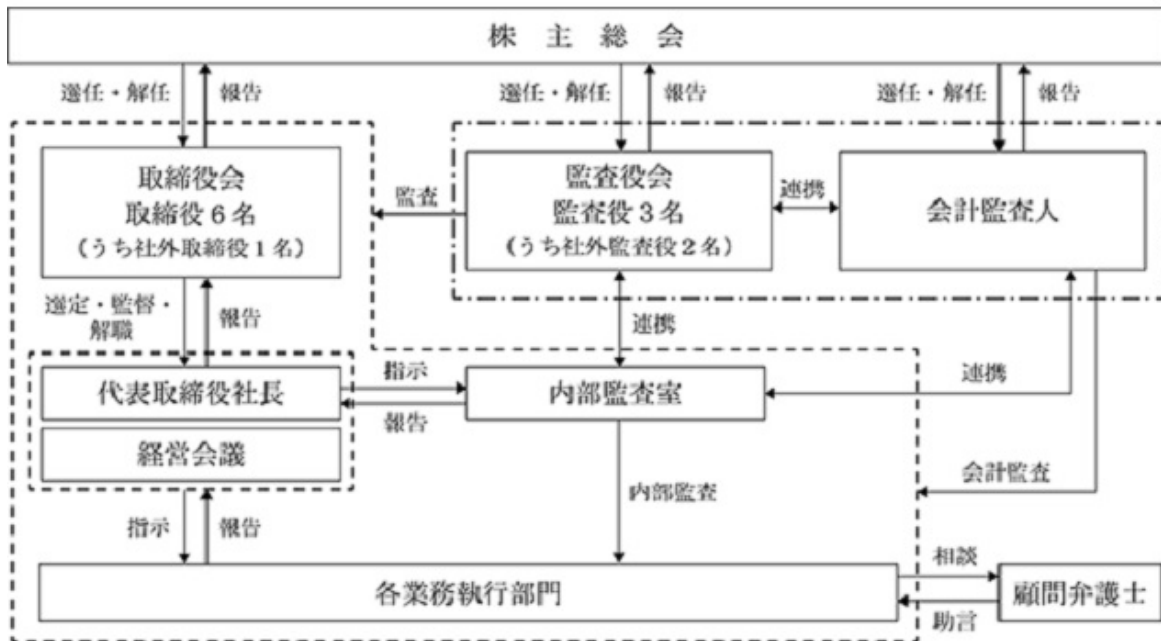 株主総会
選任・解任
報告
選任・解任
報告
選任・解任
報告
取締役会
取締役6名
(うち社外取締役1名)
監査
監査役会
監査役3名
(うち社外監査役2名)
連携
会計監査人
選定・監督・
解職
報告
連携
代表取締役社長
指示
報告
内部監査室
連携
経営会議
内部監査
会計監査
指示
報告
各業務執行部門
相談
助言
顧問弁護士